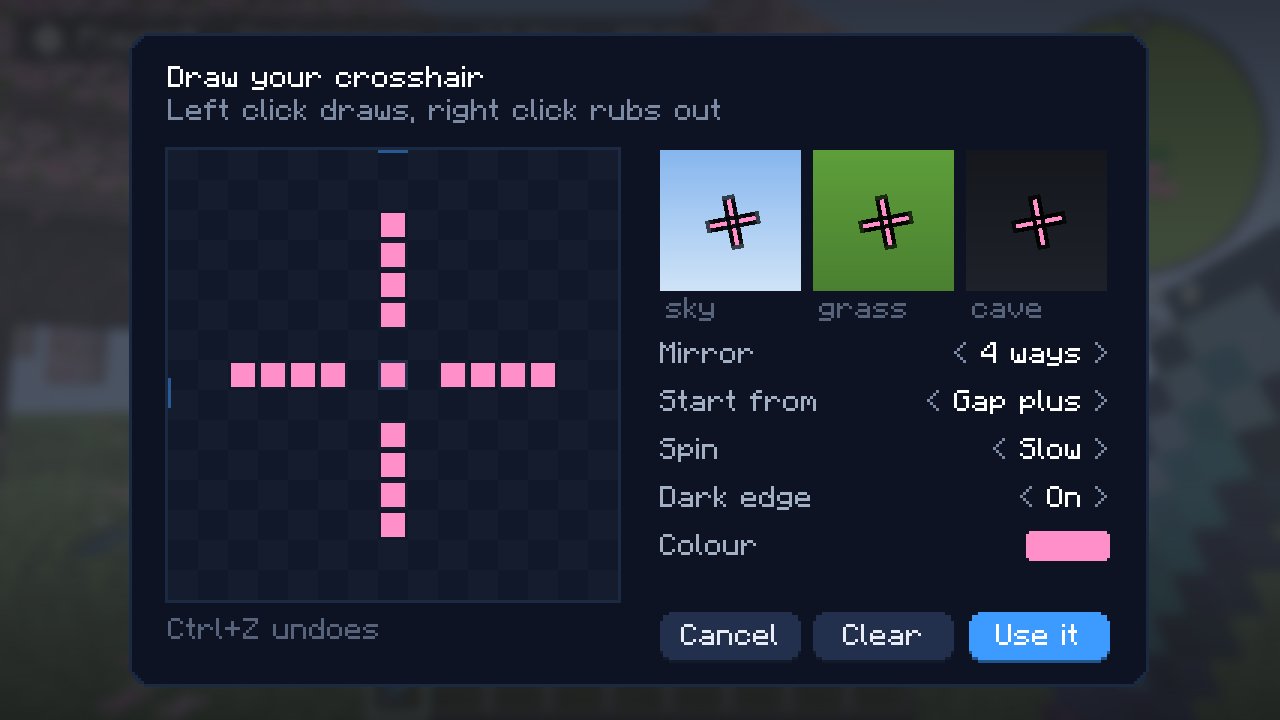 Draw your crosshair
Left click draws, right click rubs out
sky
grass
cave
Mirror < 4 ways >
Start from < Gap plus >
Spin < Slow >
Dark edge < On >
Colour
Ctrl+Z undoes
Cancel
Clear
Use it